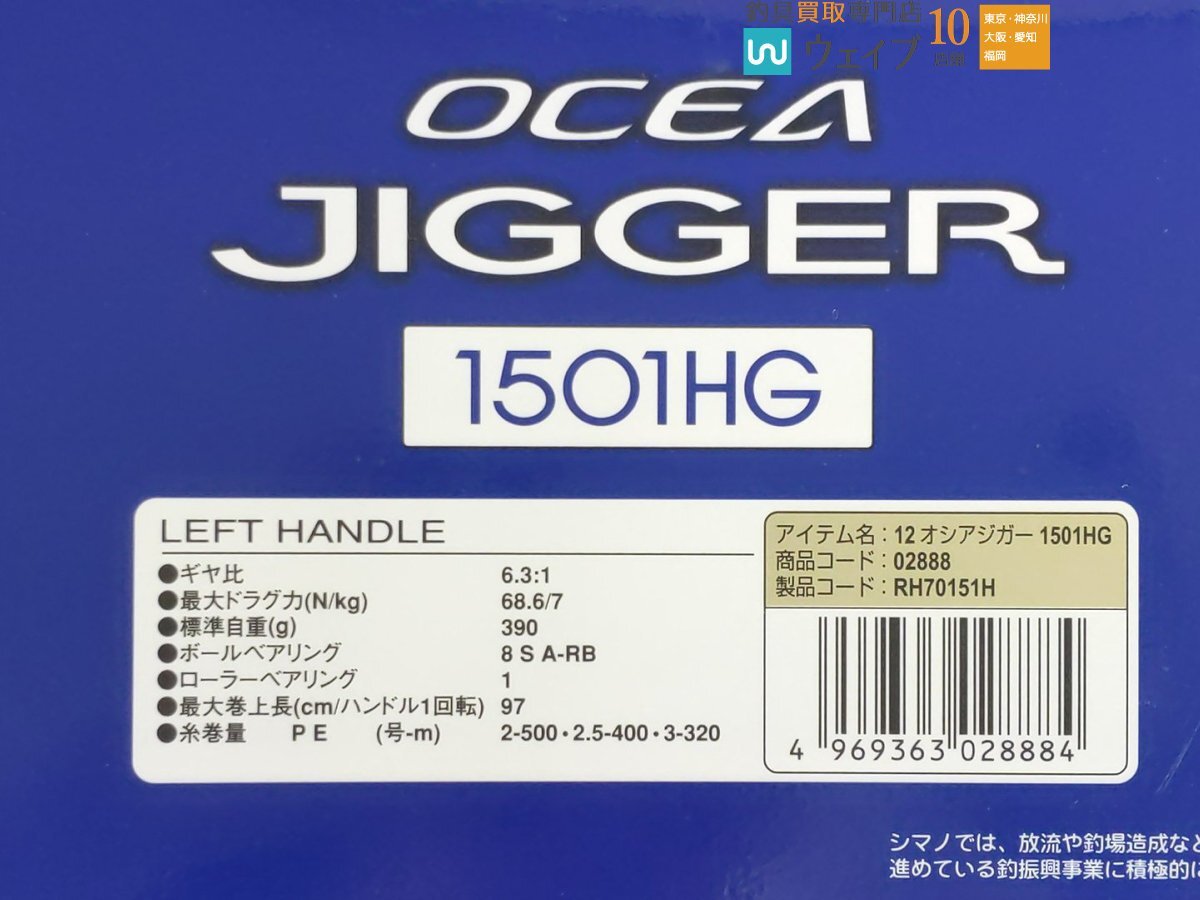 釣具買取専門店
ウェイブ
10
店舗
東京・神奈川
大阪・愛知
福岡
OCEA
JIGGER
1501HG
LEFT HANDLE
●ギヤ比 6.3:1
●最大ドラグ力(N/kg) 68.6/7
●標準自重(g) 390
●ボールベアリング 8 S A-RB
●ローラーベアリング 1
●最大巻上長(cm/ハンドル1回転) 97
●糸巻量 PE (号-m) 2-500・2.5-400・3-320
アイテム名：12 オシアジガー 1501HG
商品コード：02888
製品コード：RH70151H
4 969363 028884
シマノでは、放流や釣場造成など
進めている釣振興事業に積極的に